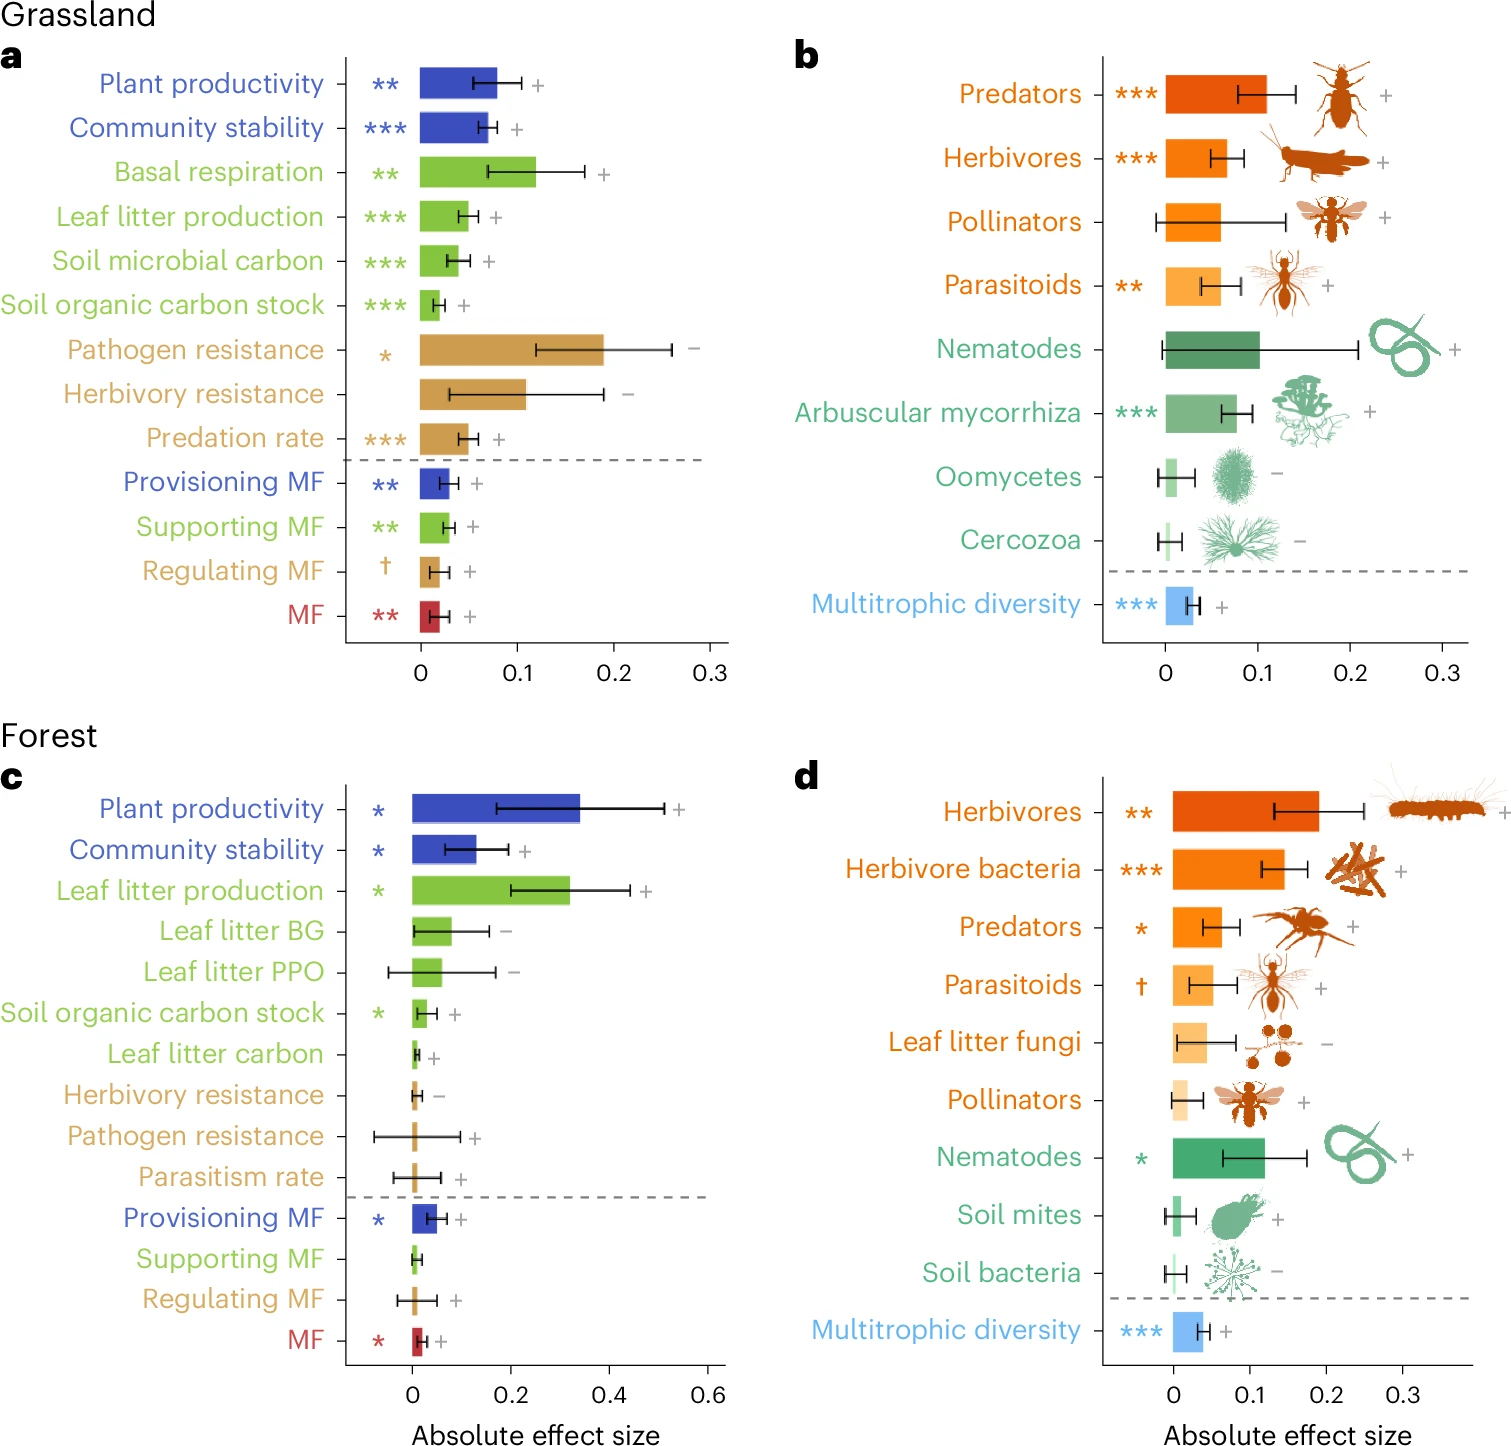 Grassland
a
Plant productivity ** +
Community stability *** +
Basal respiration ** +
Leaf litter production *** +
Soil microbial carbon *** +
Soil organic carbon stock *** +
Pathogen resistance * −
Herbivory resistance −
Predation rate *** +
Provisioning MF ** +
Supporting MF ** +
Regulating MF † +
MF ** +
0 0.1 0.2 0.3
b
Predators *** +
Herbivores *** +
Pollinators +
Parasitoids ** +
Nematodes +
Arbuscular mycorrhiza *** +
Oomycetes −
Cercozoa −
Multitrophic diversity *** +
0 0.1 0.2 0.3
Forest
c
Plant productivity * +
Community stability * +
Leaf litter production * +
Leaf litter BG −
Leaf litter PPO −
Soil organic carbon stock * +
Leaf litter carbon +
Herbivory resistance −
Pathogen resistance +
Parasitism rate +
Provisioning MF * +
Supporting MF
Regulating MF +
MF * +
0 0.2 0.4 0.6
Absolute effect size
d
Herbivores ** +
Herbivore bacteria *** +
Predators * +
Parasitoids † +
Leaf litter fungi −
Pollinators +
Nematodes * +
Soil mites +
Soil bacteria −
Multitrophic diversity *** +
0 0.1 0.2 0.3
Absolute effect size